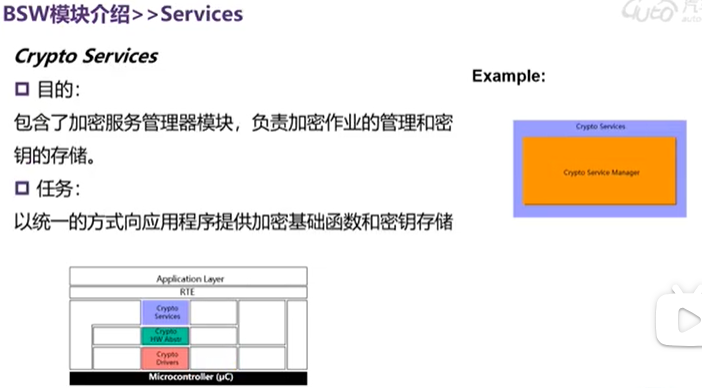 BSW模块介绍>>Services
Crypto Services
目的：
包含了加密服务管理器模块，负责加密作业的管理和密
钥的存储。
任务：
以统一的方式向应用程序提供加密基础函数和密钥存储
Example:
Crypto Services
Crypto Service Manager
Application Layer
RTE
Crypto
Services
Crypto
HW Abstr.
Crypto
Drivers
Microcontroller (µC)